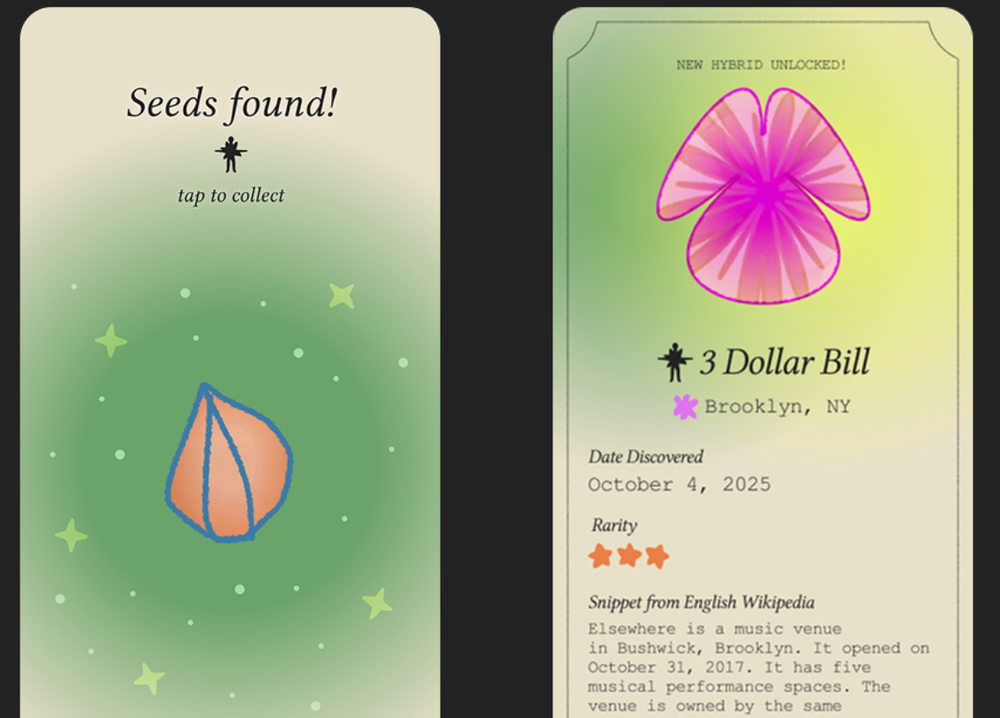 Seeds found!
tap to collect
NEW HYBRID UNLOCKED!
3 Dollar Bill
Brooklyn, NY
Date Discovered
October 4, 2025
Rarity
Snippet from English Wikipedia
Elsewhere is a music venue
in Bushwick, Brooklyn. It opened on
October 31, 2017. It has five
musical performance spaces. The
venue is owned by the same